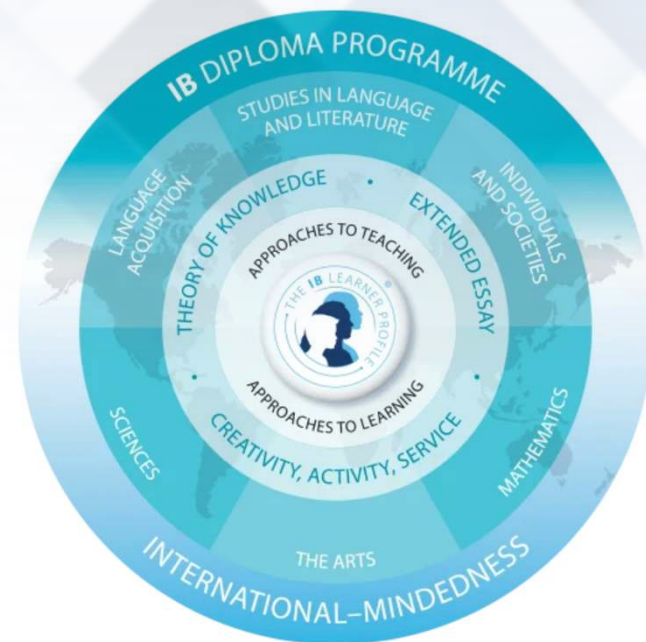 IB DIPLOMA PROGRAMME
STUDIES IN LANGUAGE
AND LITERATURE
LANGUAGE
ACQUISITION
INDIVIDUALS
AND SOCIETIES
THEORY OF KNOWLEDGE
•
EXTENDED ESSAY
•
CREATIVITY, ACTIVITY, SERVICE
•
APPROACHES TO TEACHING
THE IB LEARNER PROFILE ®
APPROACHES TO LEARNING
SCIENCES
MATHEMATICS
THE ARTS
INTERNATIONAL–MINDEDNESS